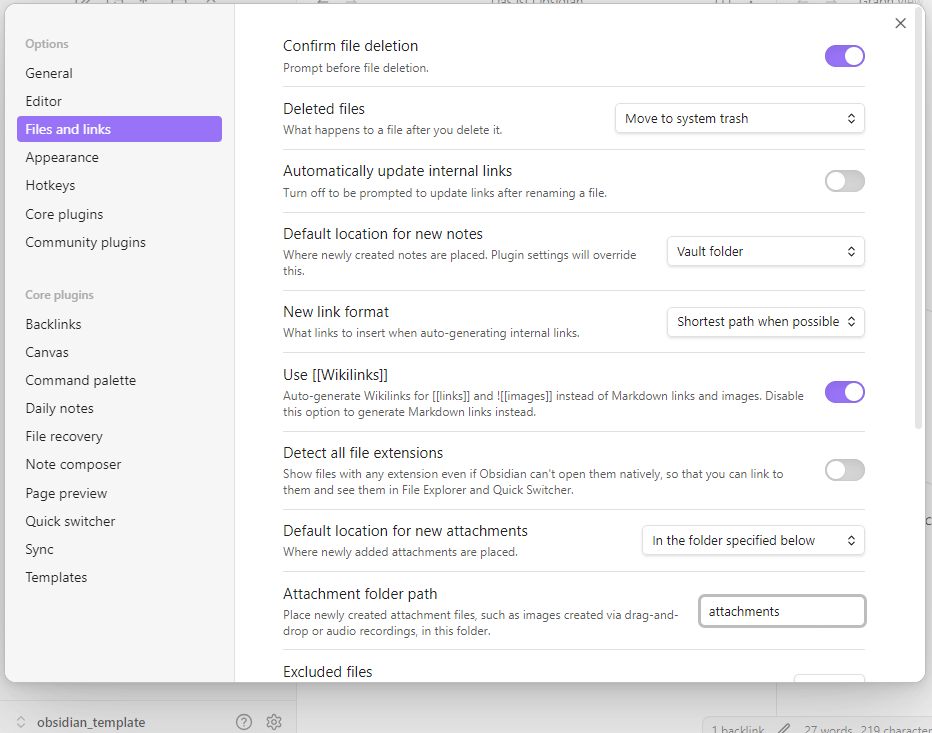 Options
General
Editor
Files and links
Appearance
Hotkeys
Core plugins
Community plugins
Core plugins
Backlinks
Canvas
Command palette
Daily notes
File recovery
Note composer
Page preview
Quick switcher
Sync
Templates
Confirm file deletion
Prompt before file deletion.
Deleted files
What happens to a file after you delete it.
Move to system trash
Automatically update internal links
Turn off to be prompted to update links after renaming a file.
Default location for new notes
Where newly created notes are placed. Plugin settings will override
this.
Vault folder
New link format
What links to insert when auto-generating internal links.
Shortest path when possible
Use [[Wikilinks]]
Auto-generate Wikilinks for [[links]] and ![[images]] instead of Markdown links and images. Disable
this option to generate Markdown links instead.
Detect all file extensions
Show files with any extension even if Obsidian can't open them natively, so that you can link to
them and see them in File Explorer and Quick Switcher.
Default location for new attachments
Where newly added attachments are placed.
In the folder specified below
Attachment folder path
Place newly created attachment files, such as images created via drag-and-
drop or audio recordings, in this folder.
attachments
Excluded files
obsidian_template
1 backlink
27 words 219 character